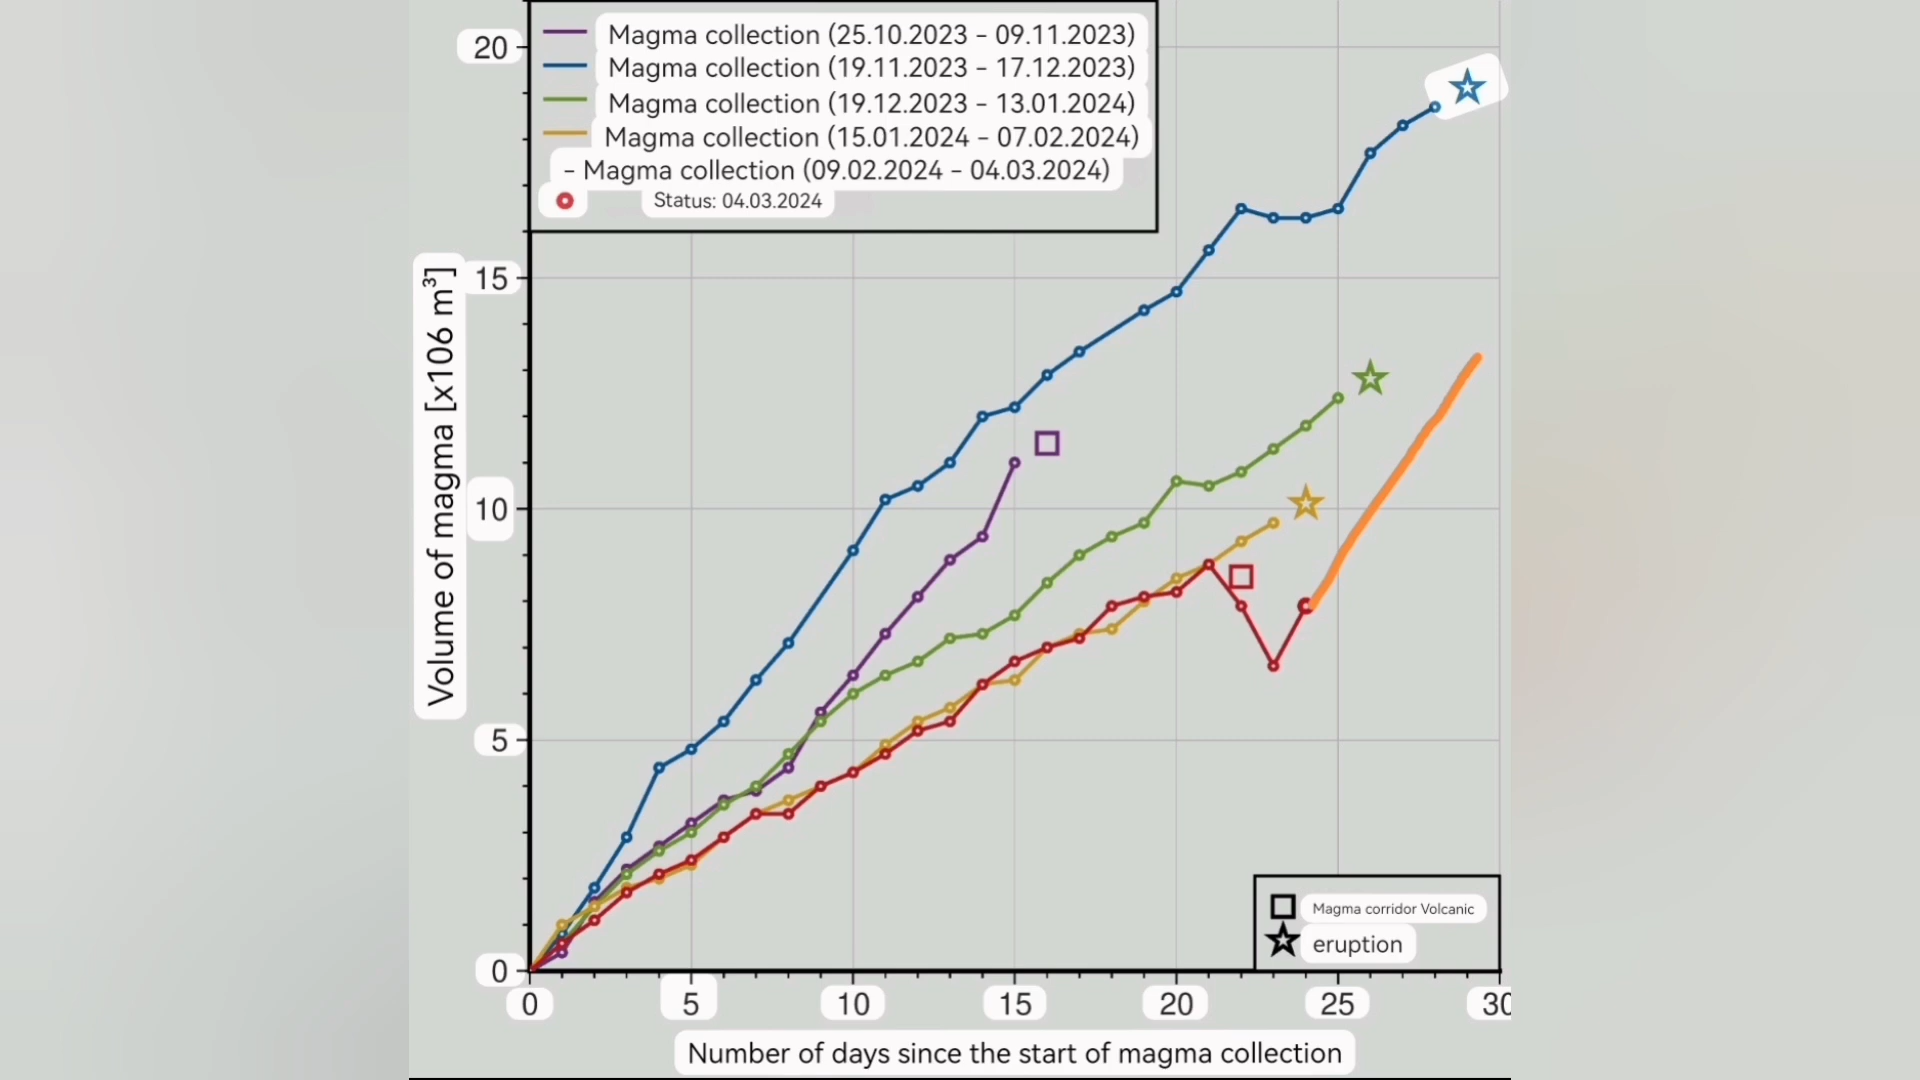 Magma collection (25.10.2023 - 09.11.2023)
Magma collection (19.11.2023 - 17.12.2023)
Magma collection (19.12.2023 - 13.01.2024)
Magma collection (15.01.2024 - 07.02.2024)
- Magma collection (09.02.2024 - 04.03.2024)
Status: 04.03.2024
Volume of magma [x106 m³]
20
15
10
5
0
Magma corridor Volcanic
eruption
0 5 10 15 20 25 30
Number of days since the start of magma collection